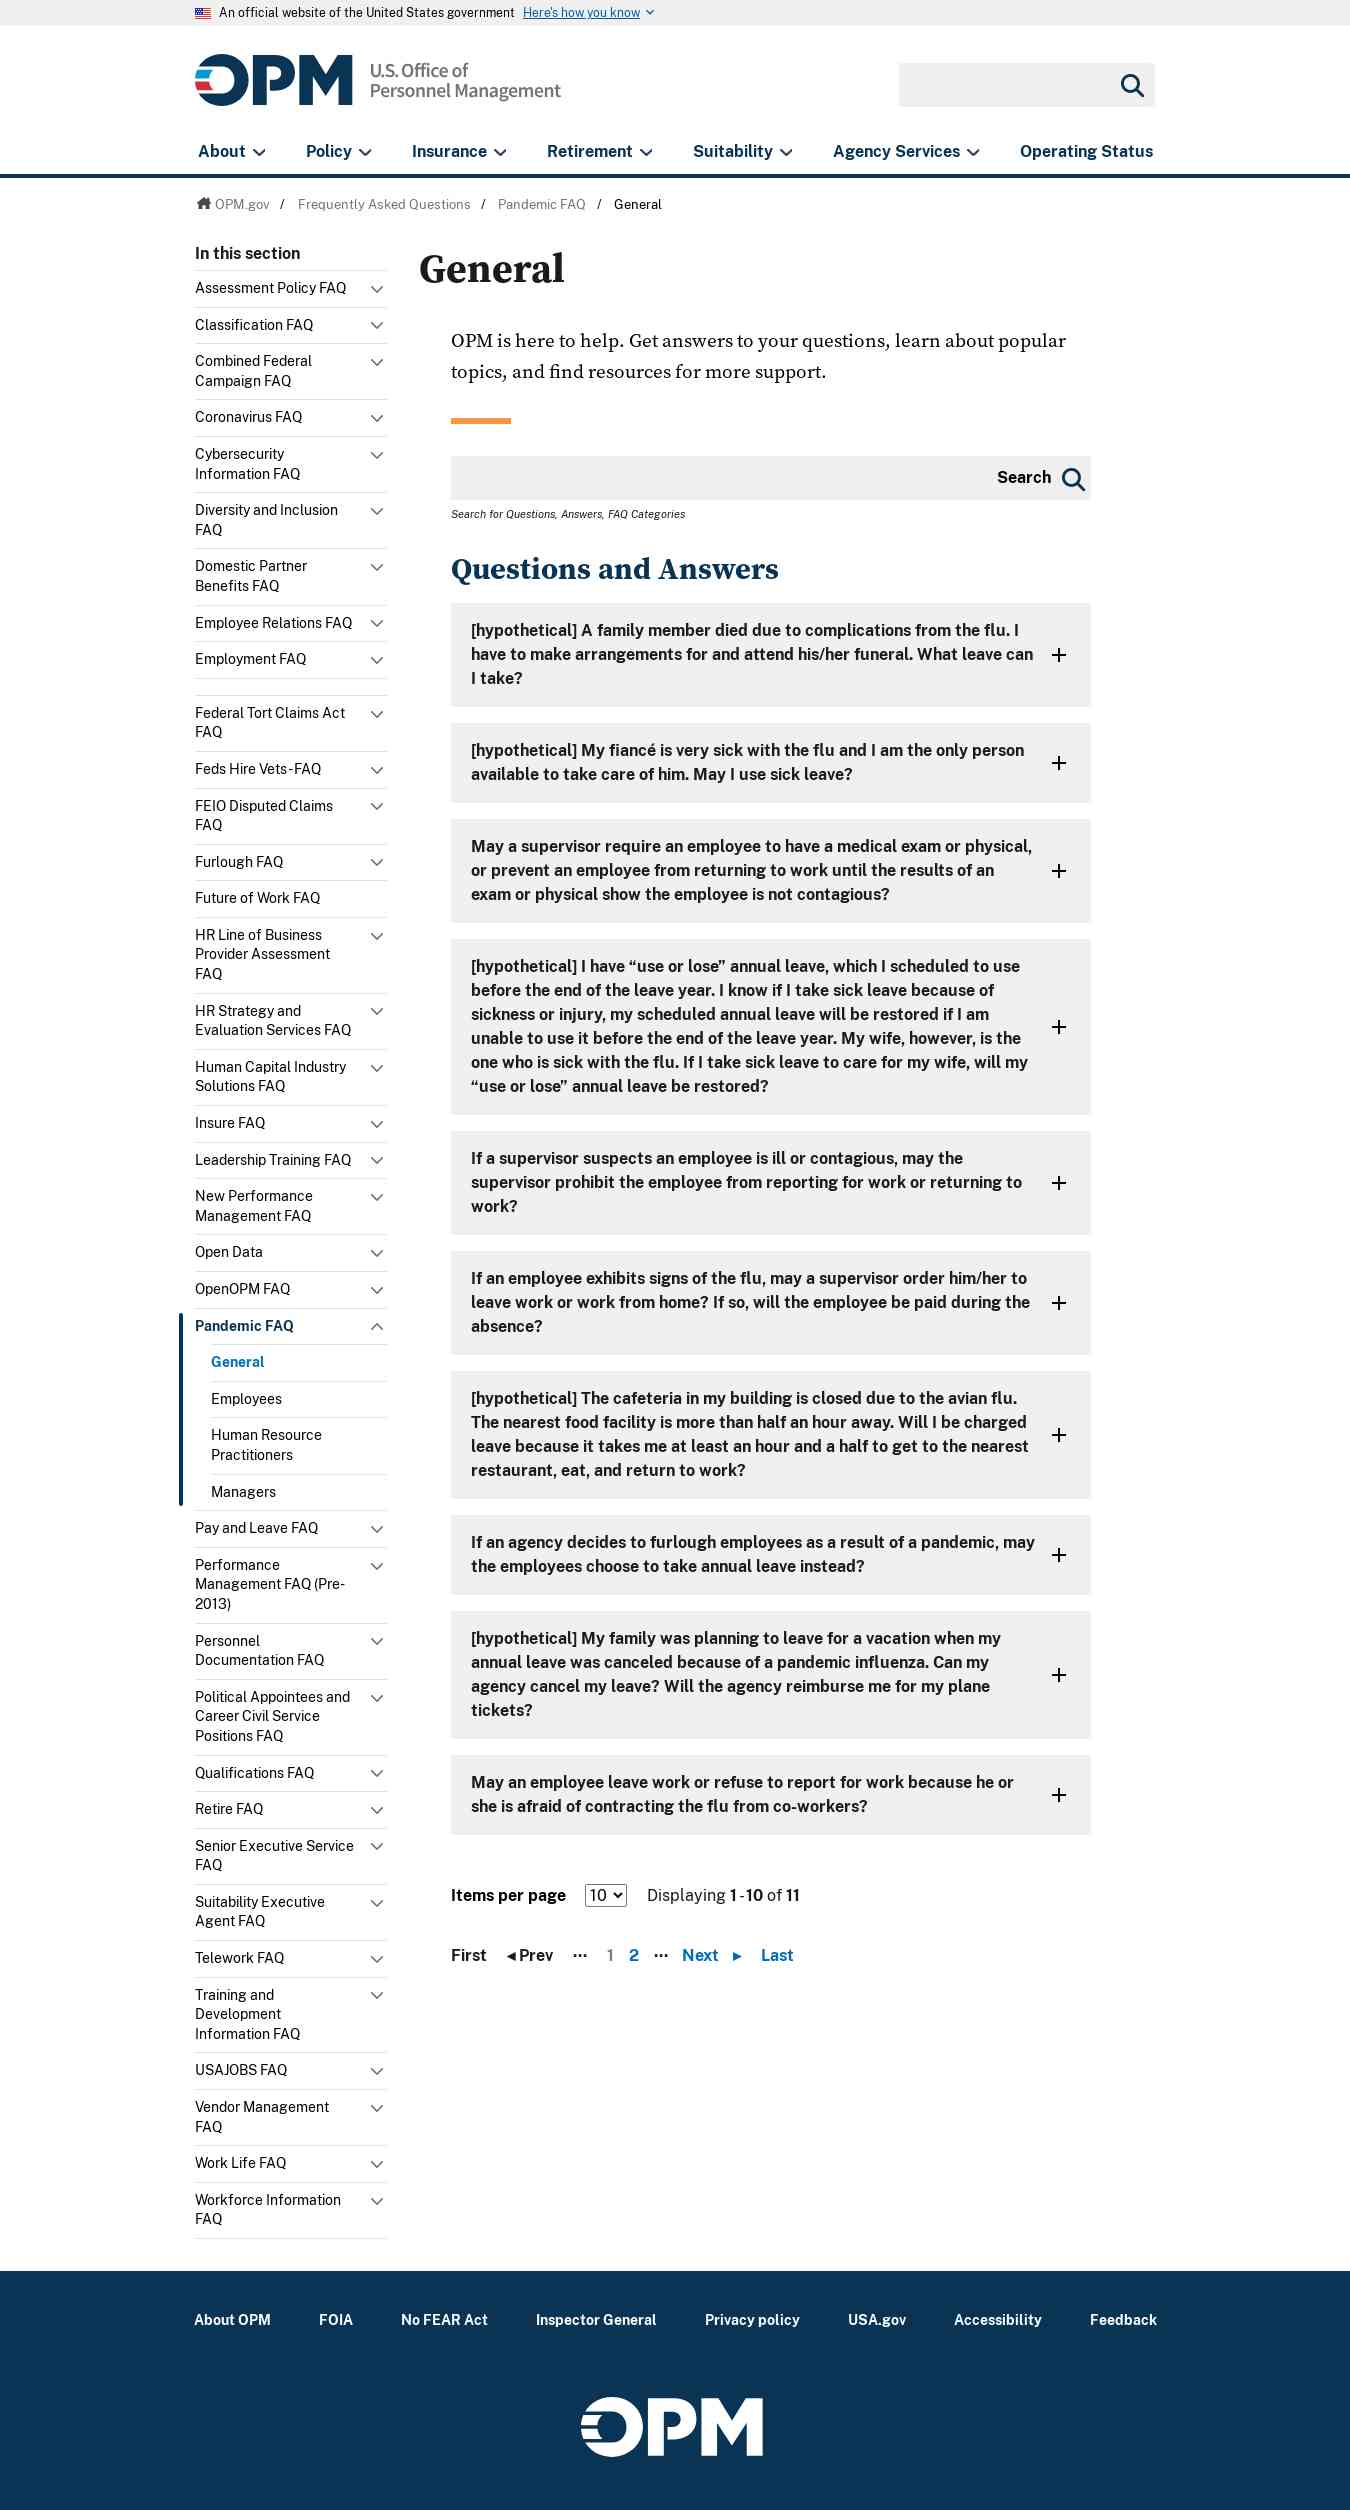 An official website of the United States government Here's how you know
OPM U.S. Office of
Personnel Management
About Policy Insurance Retirement Suitability Agency Services Operating Status
OPM.gov / Frequently Asked Questions / Pandemic FAQ / General
In this section
Assessment Policy FAQ
Classification FAQ
Combined Federal
Campaign FAQ
Coronavirus FAQ
Cybersecurity
Information FAQ
Diversity and Inclusion
FAQ
Domestic Partner
Benefits FAQ
Employee Relations FAQ
Employment FAQ
Federal Tort Claims Act
FAQ
Feds Hire Vets - FAQ
FEIO Disputed Claims
FAQ
Furlough FAQ
Future of Work FAQ
HR Line of Business
Provider Assessment
FAQ
HR Strategy and
Evaluation Services FAQ
Human Capital Industry
Solutions FAQ
Insure FAQ
Leadership Training FAQ
New Performance
Management FAQ
Open Data
OpenOPM FAQ
Pandemic FAQ
General
Employees
Human Resource
Practitioners
Managers
Pay and Leave FAQ
Performance
Management FAQ (Pre-
2013)
Personnel
Documentation FAQ
Political Appointees and
Career Civil Service
Positions FAQ
Qualifications FAQ
Retire FAQ
Senior Executive Service
FAQ
Suitability Executive
Agent FAQ
Telework FAQ
Training and
Development
Information FAQ
USAJOBS FAQ
Vendor Management
FAQ
Work Life FAQ
Workforce Information
FAQ
General
OPM is here to help. Get answers to your questions, learn about popular
topics, and find resources for more support.
Search
Search for Questions, Answers, FAQ Categories
Questions and Answers
[hypothetical] A family member died due to complications from the flu. I
have to make arrangements for and attend his/her funeral. What leave can
I take?
[hypothetical] My fiancé is very sick with the flu and I am the only person
available to take care of him. May I use sick leave?
May a supervisor require an employee to have a medical exam or physical,
or prevent an employee from returning to work until the results of an
exam or physical show the employee is not contagious?
[hypothetical] I have “use or lose” annual leave, which I scheduled to use
before the end of the leave year. I know if I take sick leave because of
sickness or injury, my scheduled annual leave will be restored if I am
unable to use it before the end of the leave year. My wife, however, is the
one who is sick with the flu. If I take sick leave to care for my wife, will my
“use or lose” annual leave be restored?
If a supervisor suspects an employee is ill or contagious, may the
supervisor prohibit the employee from reporting for work or returning to
work?
If an employee exhibits signs of the flu, may a supervisor order him/her to
leave work or work from home? If so, will the employee be paid during the
absence?
[hypothetical] The cafeteria in my building is closed due to the avian flu.
The nearest food facility is more than half an hour away. Will I be charged
leave because it takes me at least an hour and a half to get to the nearest
restaurant, eat, and return to work?
If an agency decides to furlough employees as a result of a pandemic, may
the employees choose to take annual leave instead?
[hypothetical] My family was planning to leave for a vacation when my
annual leave was canceled because of a pandemic influenza. Can my
agency cancel my leave? Will the agency reimburse me for my plane
tickets?
May an employee leave work or refuse to report for work because he or
she is afraid of contracting the flu from co-workers?
Items per page 10 Displaying 1 - 10 of 11
First ◂ Prev ··· 1 2 ··· Next ▸ Last
About OPM FOIA No FEAR Act Inspector General Privacy policy USA.gov Accessibility Feedback
OPM